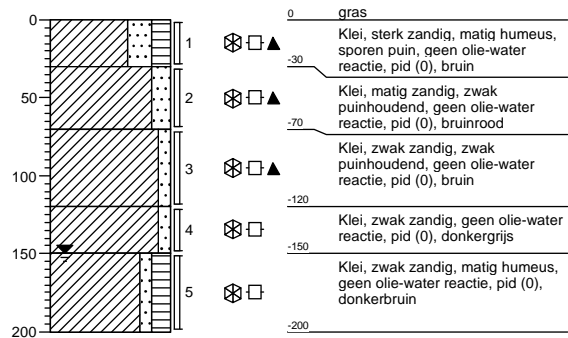 0
50
100
150
200
1
2
3
4
5
0
gras
Klei, sterk zandig, matig humeus,
sporen puin, geen olie-water
reactie, pid (0), bruin
-30
Klei, matig zandig, zwak
puinhoudend, geen olie-water
reactie, pid (0), bruinrood
-70
Klei, zwak zandig, zwak
puinhoudend, geen olie-water
reactie, pid (0), bruin
-120
Klei, zwak zandig, geen olie-water
reactie, pid (0), donkergrijs
-150
Klei, zwak zandig, matig humeus,
geen olie-water reactie, pid (0),
donkerbruin
-200